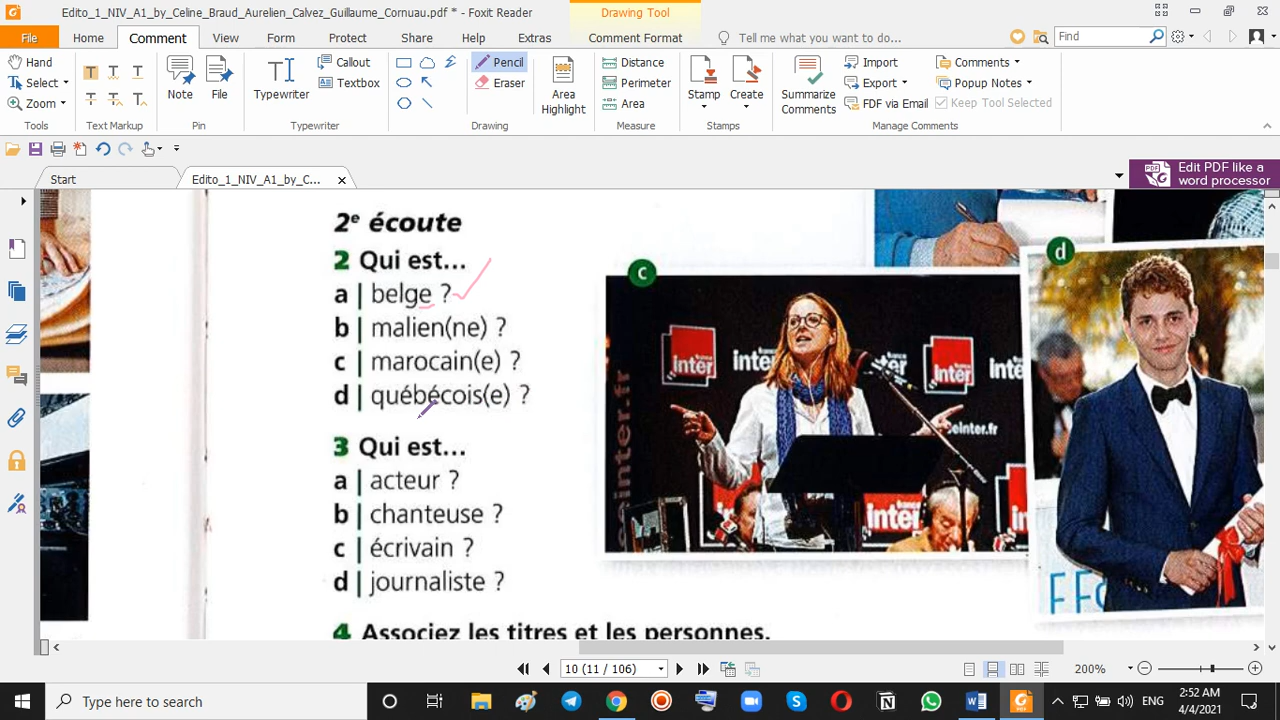 Edito_1_NIV_A1_by_Celine_Braud_Aurelien_Calvez_Guillaume_Cornuau.pdf * - Foxit Reader
Drawing Tool
File Home Comment View Form Protect Share Help Extras Comment Format Tell me what you want to do... Find
Hand
Select
Zoom
Tools
Text Markup
Note
File
Pin
Typewriter
Callout
Textbox
Typewriter
Pencil
Eraser
Area Highlight
Drawing
Distance
Perimeter
Area
Measure
Stamp
Create
Stamps
Summarize Comments
Import
Export
FDF via Email
Comments
Popup Notes
Keep Tool Selected
Manage Comments
Start
Edito_1_NIV_A1_by_C...
Edit PDF like a
word processor
2e écoute
2 Qui est...
a | belge ?
b | malien(ne) ?
c | marocain(e) ?
d | québécois(e) ?
3 Qui est...
a | acteur ?
b | chanteuse ?
c | écrivain ?
d | journaliste ?
4 Associez les titres et les personnes.
c
d
france
inter
inter
inter
inter
einter.fr
einter.fr
inter
inter
10 (11 / 106)
200%
Type here to search
ENG
2:52 AM
4/4/2021